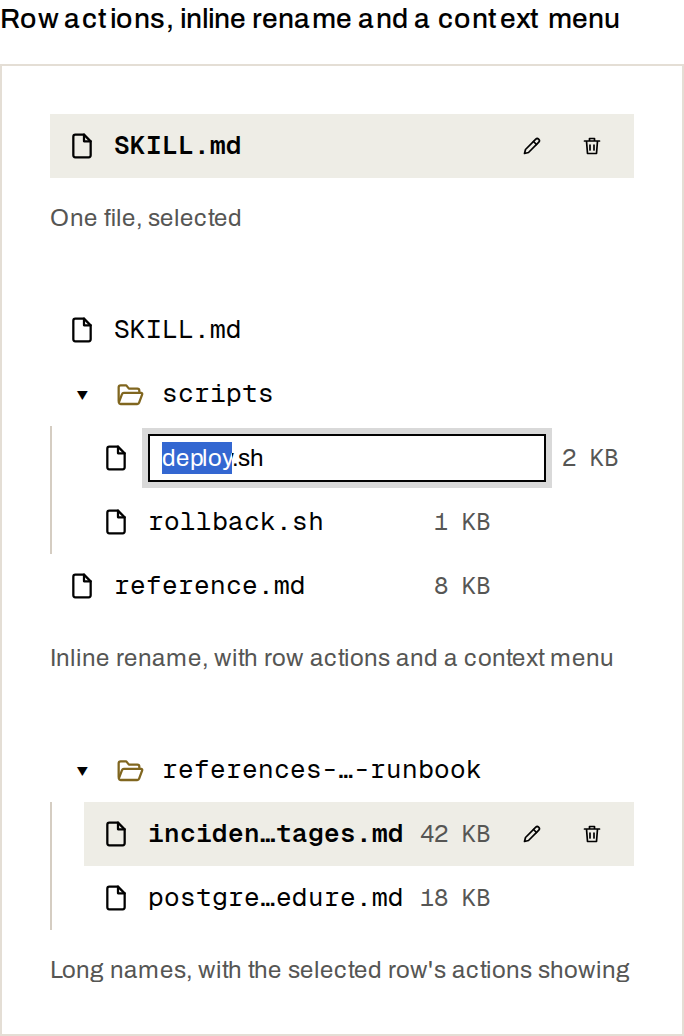 Row actions, inline rename and a context menu
SKILL.md
One file, selected
SKILL.md
scripts
deploy.sh 2 KB
rollback.sh 1 KB
reference.md 8 KB
Inline rename, with row actions and a context menu
references-…-runbook
inciden…tages.md 42 KB
postgre…edure.md 18 KB
Long names, with the selected row's actions showing